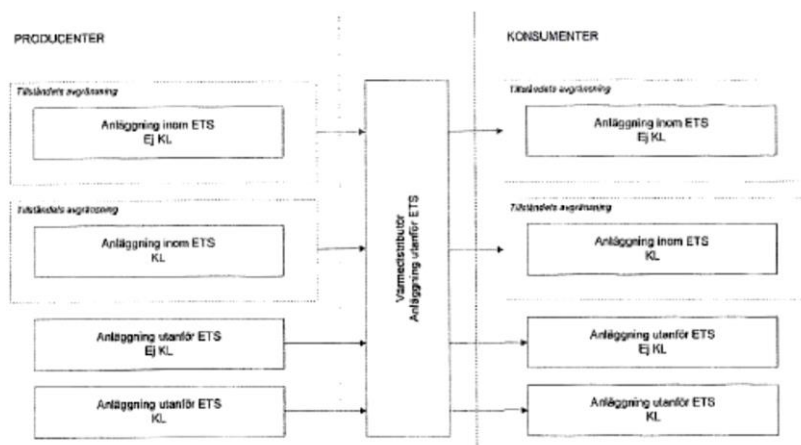 PRODUCENTER
Tillståndets avgränsning
Anläggning inom ETS
Ej KL
Tillståndets avgränsning
Anläggning inom ETS
KL
Anläggning utanför ETS
Ej KL
Anläggning utanför ETS
KL
Värmedistributör
Anläggning utanför ETS
KONSUMENTER
Tillståndets avgränsning
Anläggning inom ETS
Ej KL
Tillståndets avgränsning
Anläggning inom ETS
KL
Anläggning utanför ETS
Ej KL
Anläggning utanför ETS
KL